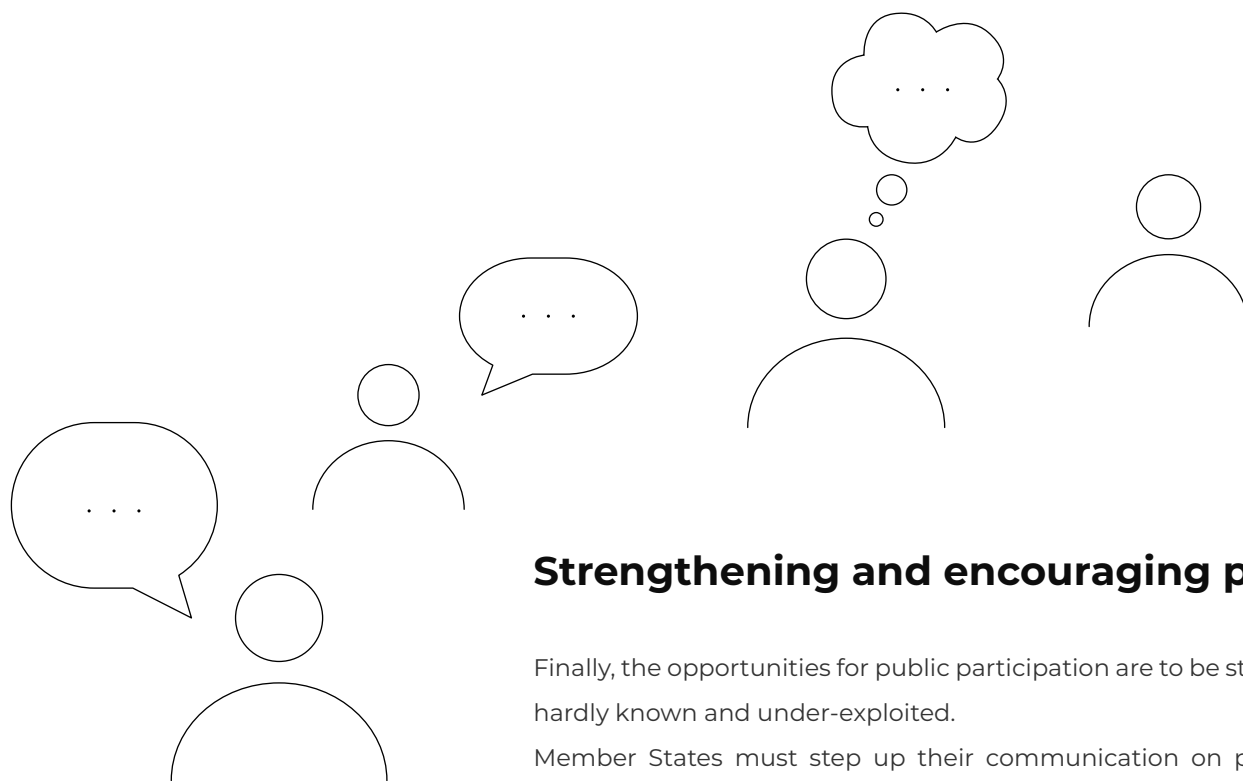 . . .
. . .
. . .
Strengthening and encouraging
Finally, the opportunities for public participation are to be
hardly known and under-exploited.
Member States must step up their communication on